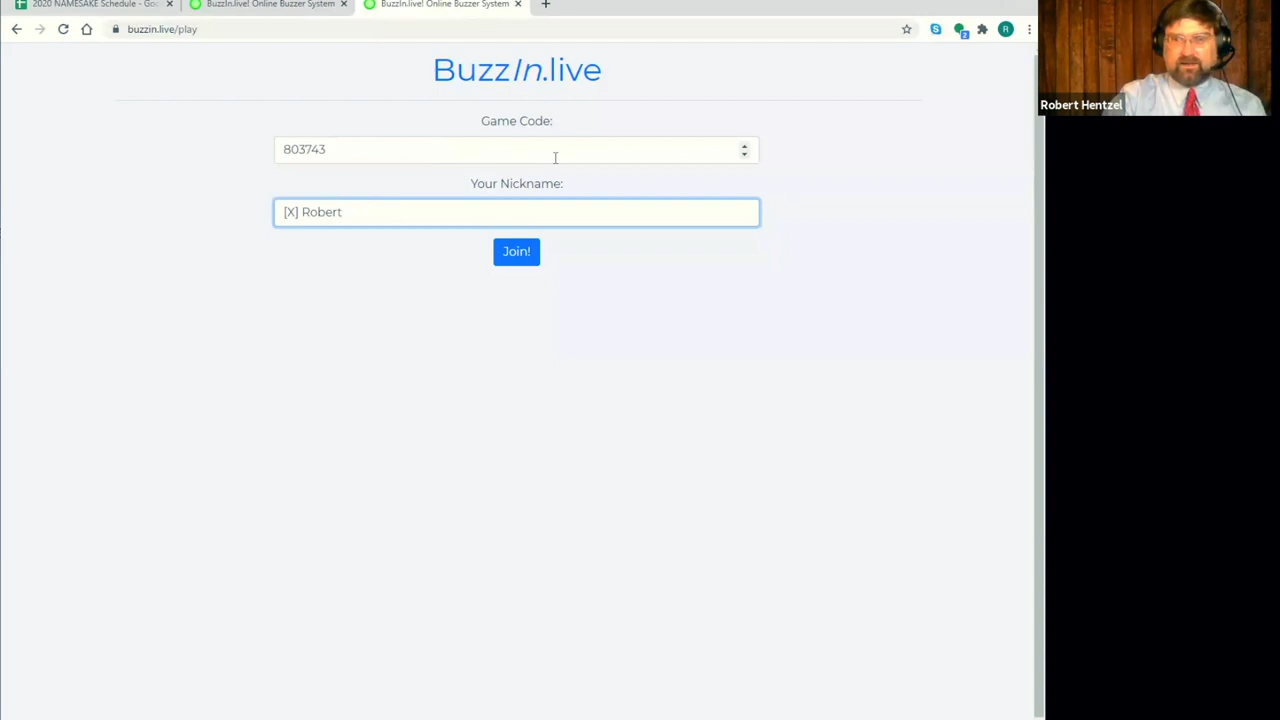 2020 NAMESAKE Schedule - Goo
BuzzIn.live! Online Buzzer System
BuzzIn.live! Online Buzzer System
buzzin.live/play
2
R
BuzzIn.live
Game Code:
803743
Your Nickname:
[X] Robert
Join!
Robert Hentzel